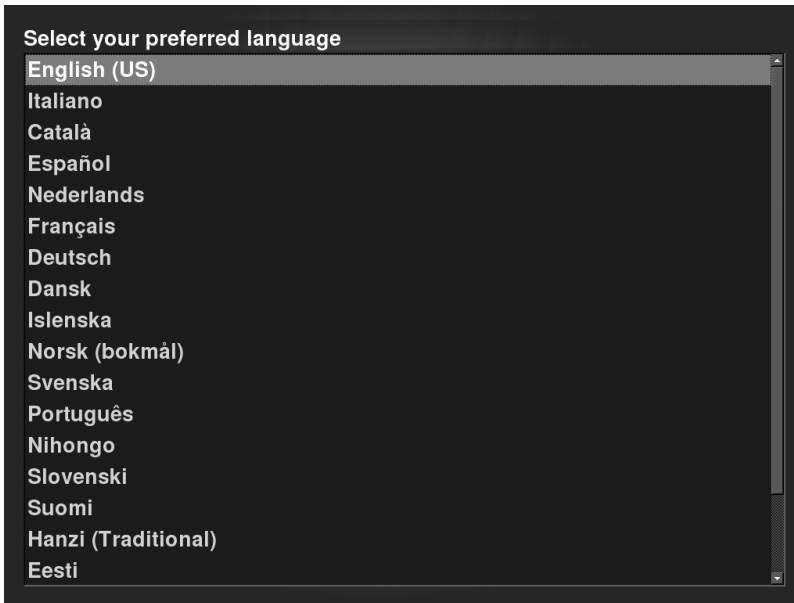 Select your preferred language
English (US)
Italiano
Català
Español
Nederlands
Français
Deutsch
Dansk
Islenska
Norsk (bokmål)
Svenska
Português
Nihongo
Slovenski
Suomi
Hanzi (Traditional)
Eesti